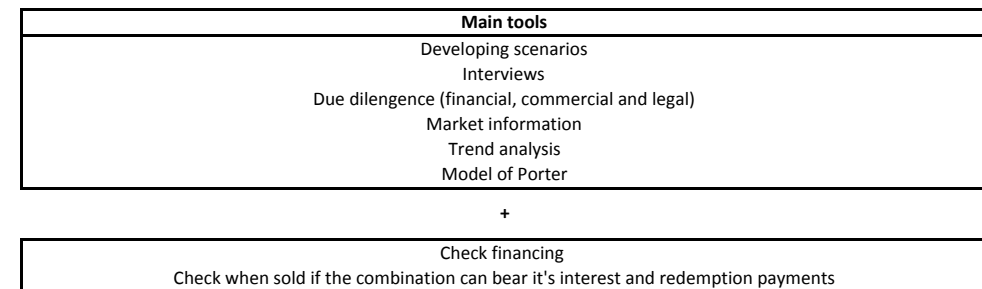 Main tools
Developing scenarios
Interviews
Due dilengence (financial, commercial and legal)
Market information
Trend analysis
Model of Porter
+
Check financing
Check when sold if the combination can bear it's interest and redemption payments